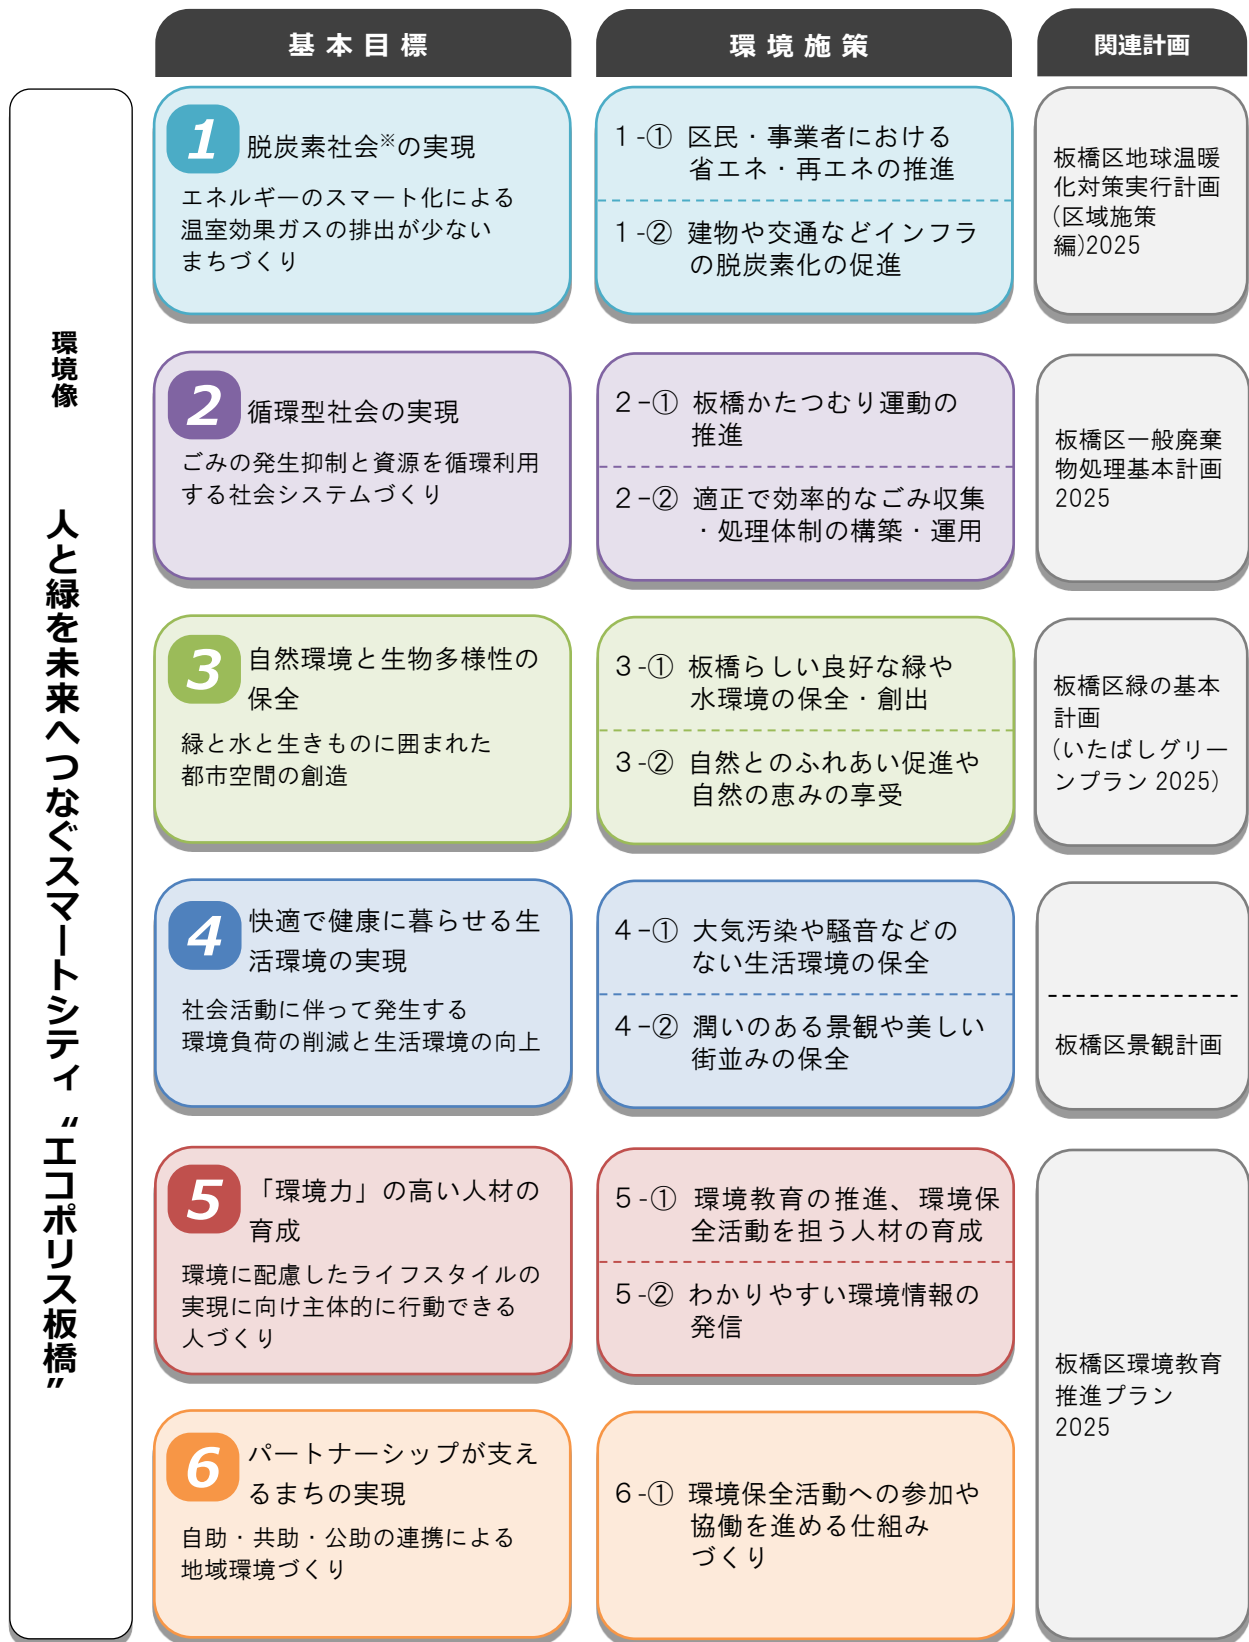 基本目標
環境施策
関連計画
環境像
人と緑を未来へつなぐスマートシティ“エコポリス板橋”
1 脱炭素社会※の実現
エネルギーのスマート化による
温室効果ガスの排出が少ない
まちづくり
1-① 区民・事業者における
省エネ・再エネの推進
1-② 建物や交通などインフラ
の脱炭素化の促進
板橋区地球温暖
化対策実行計画
(区域施策
編)2025
2 循環型社会の実現
ごみの発生抑制と資源を循環利用
する社会システムづくり
2-① 板橋かたつむり運動の
推進
2-② 適正で効率的なごみ収集
・処理体制の構築・運用
板橋区一般廃棄
物処理基本計画
2025
3 自然環境と生物多様性の
保全
緑と水と生きものに囲まれた
都市空間の創造
3-① 板橋らしい良好な緑や
水環境の保全・創出
3-② 自然とのふれあい促進や
自然の恵みの享受
板橋区緑の基本
計画
(いたばしグリー
ンプラン 2025)
4 快適で健康に暮らせる生
活環境の実現
社会活動に伴って発生する
環境負荷の削減と生活環境の向上
4-① 大気汚染や騒音などの
ない生活環境の保全
4-② 潤いのある景観や美しい
街並みの保全
板橋区景観計画
5 「環境力」の高い人材の
育成
環境に配慮したライフスタイルの
実現に向け主体的に行動できる
人づくり
5-① 環境教育の推進、環境保
全活動を担う人材の育成
5-② わかりやすい環境情報の
発信
板橋区環境教育
推進プラン
2025
6 パートナーシップが支え
るまちの実現
自助・共助・公助の連携による
地域環境づくり
6-① 環境保全活動への参加や
協働を進める仕組み
づくり